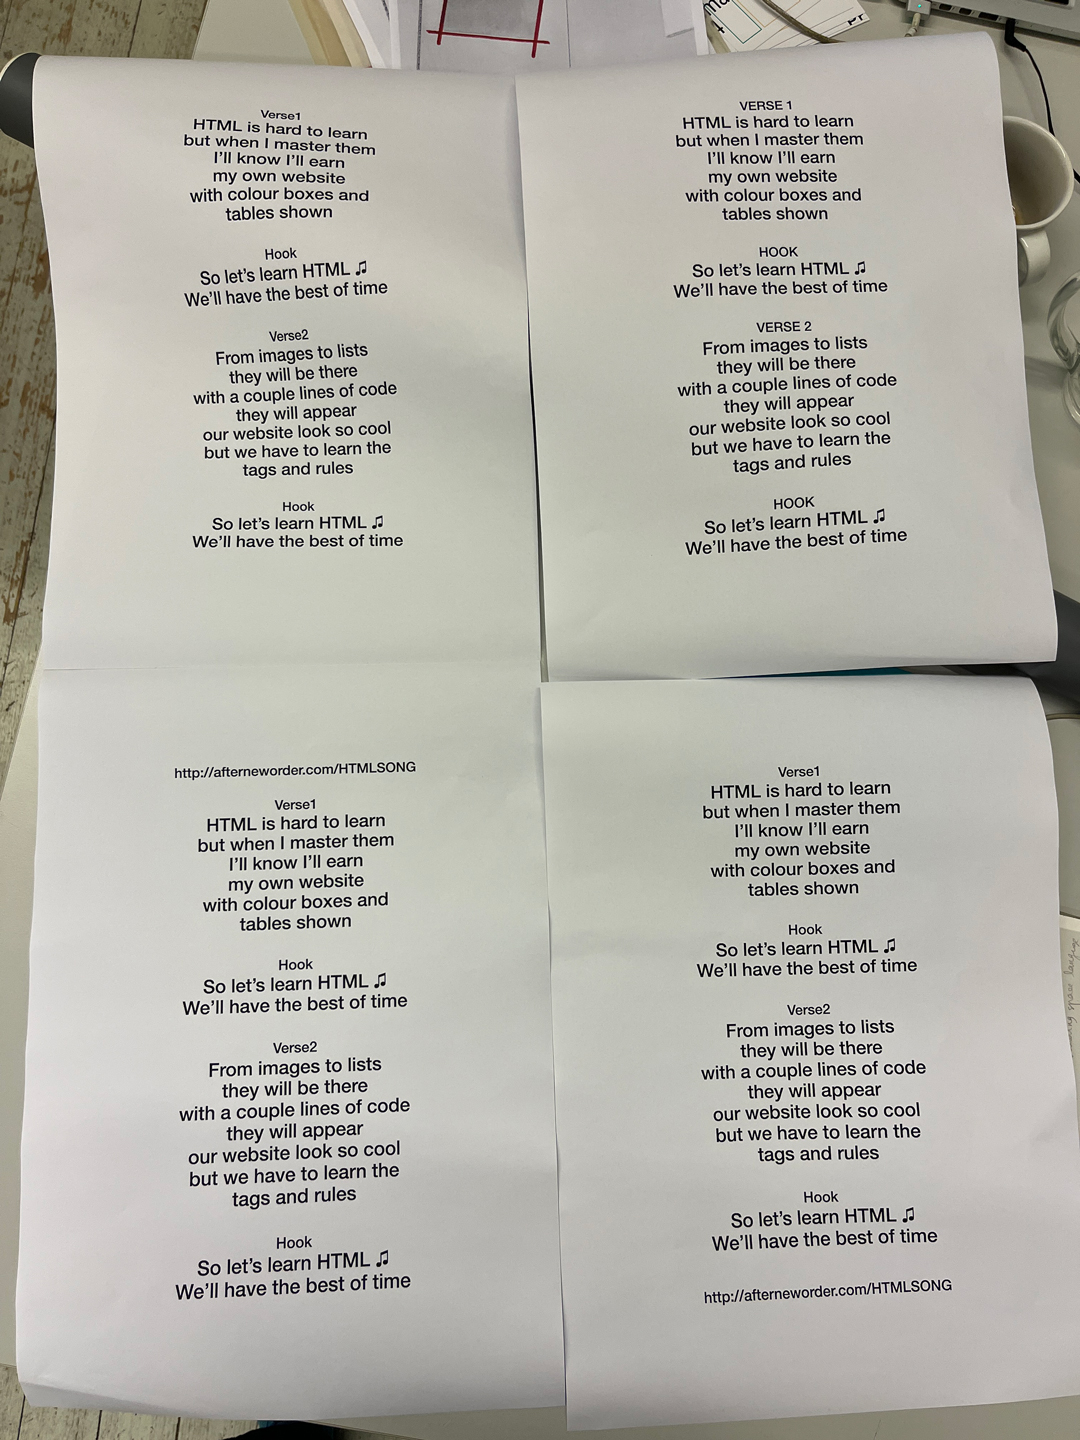 Verse1
HTML is hard to learn
but when I master them
I'll know I'll earn
my own website
with colour boxes and
tables shown
Hook
So let's learn HTML ♫
We'll have the best of time
Verse2
From images to lists
they will be there
with a couple lines of code
they will appear
our website look so cool
but we have to learn the
tags and rules
Hook
So let's learn HTML ♫
We'll have the best of time
VERSE 1
HTML is hard to learn
but when I master them
I'll know I'll earn
my own website
with colour boxes and
tables shown
HOOK
So let's learn HTML ♫
We'll have the best of time
VERSE 2
From images to lists
they will be there
with a couple lines of code
they will appear
our website look so cool
but we have to learn the
tags and rules
HOOK
So let's learn HTML ♫
We'll have the best of time
http://afterneworder.com/HTMLSONG
Verse1
HTML is hard to learn
but when I master them
I'll know I'll earn
my own website
with colour boxes and
tables shown
Hook
So let's learn HTML ♫
We'll have the best of time
Verse2
From images to lists
they will be there
with a couple lines of code
they will appear
our website look so cool
but we have to learn the
tags and rules
Hook
So let's learn HTML ♫
We'll have the best of time
Verse1
HTML is hard to learn
but when I master them
I'll know I'll earn
my own website
with colour boxes and
tables shown
Hook
So let's learn HTML ♫
We'll have the best of time
Verse2
From images to lists
they will be there
with a couple lines of code
they will appear
our website look so cool
but we have to learn the
tags and rules
Hook
So let's learn HTML ♫
We'll have the best of time
http://afterneworder.com/HTMLSONG
space